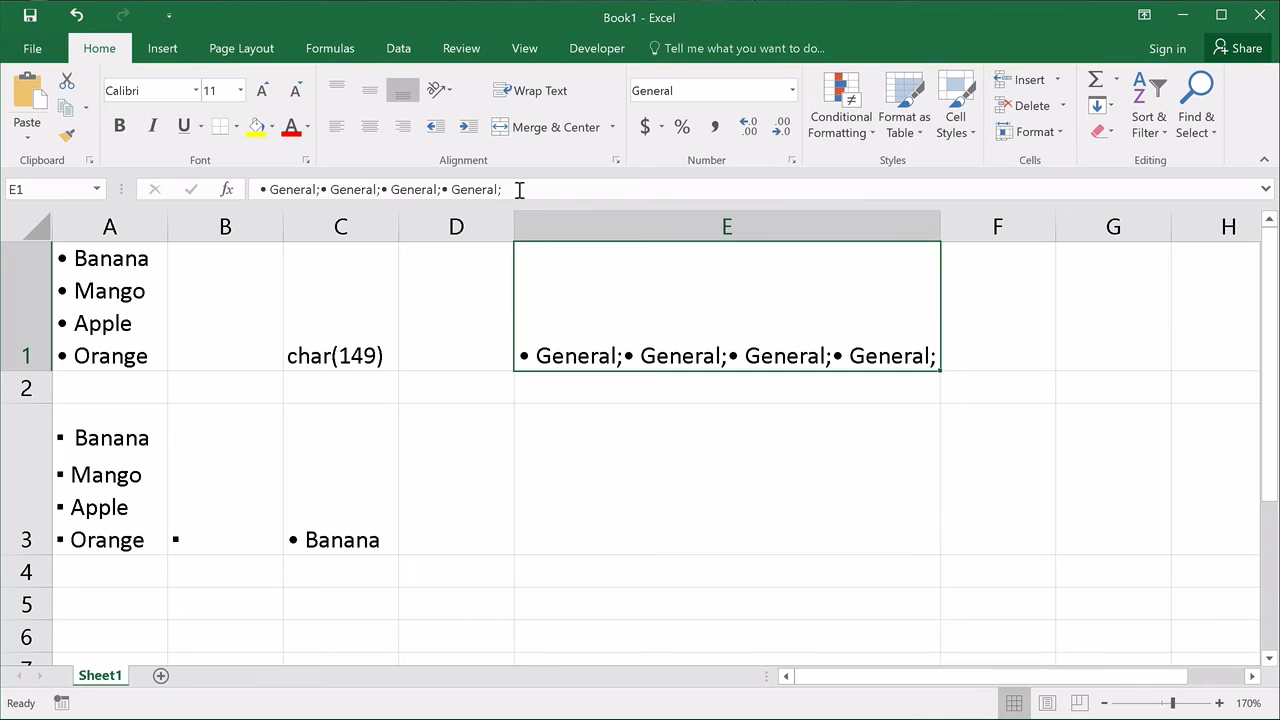 Book1 - Excel
File Home Insert Page Layout Formulas Data Review View Developer Tell me what you want to do... Sign in Share
Calibri 11 Wrap Text General Insert
Paste B I U A Merge & Center $ % , Conditional Formatting Format as Table Cell Styles Delete Format Sort & Filter Find & Select
Clipboard Font Alignment Number Styles Cells Editing
E1 fx • General;• General;• General;• General;
A B C D E F G H
• Banana
• Mango
• Apple
1 • Orange char(149) • General;• General;• General;• General;
2
▪ Banana
▪ Mango
▪ Apple
3 ▪ Orange ▪ • Banana
4
5
6
7
Sheet1
Ready 170%